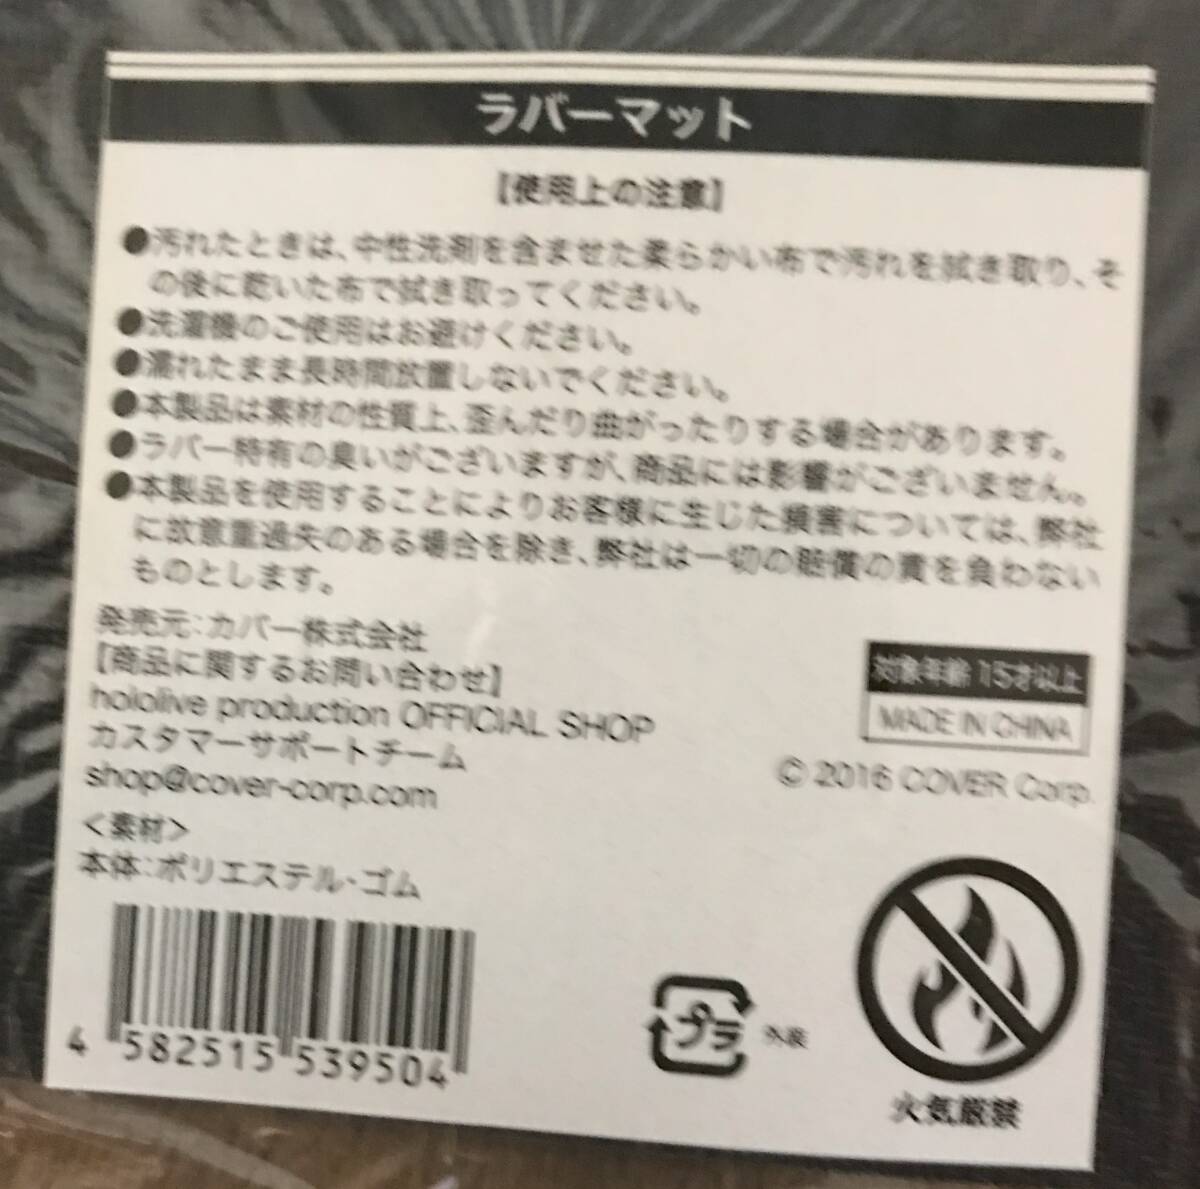 ラバーマット
【使用上の注意】
●汚れたときは、中性洗剤を含ませた柔らかい布で汚れを拭き取り、そ
の後に乾いた布で拭き取ってください。
●洗濯機のご使用はお避けください。
●濡れたまま長時間放置しないでください。
●本製品は素材の性質上、歪んだり曲がったりする場合があります。
●ラバー特有の臭いがございますが、商品には影響がございません。
●本製品を使用することによりお客様に生じた損害については、弊社
に故意重過失のある場合を除き、弊社は一切の賠償の責を負わない
ものとします。
発売元：カバー株式会社
【商品に関するお問い合わせ】
hololive production OFFICIAL SHOP
カスタマーサポートチーム
shop@cover-corp.com
対象年齢 15才以上
MADE IN CHINA
© 2016 COVER Corp.
＜素材＞
本体：ポリエステル・ゴム
4 582515 539504
プラ 外装
火気厳禁